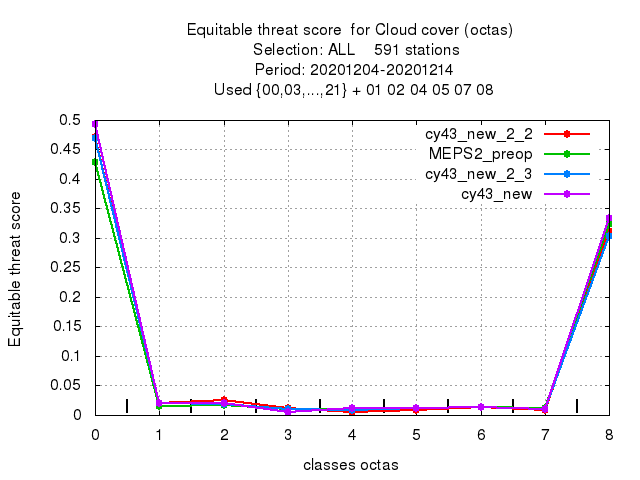 Equitable threat score  for Cloud cover (octas)
Selection: ALL    591 stations
Period: 20201204-20201214
Used {00,03,...,21} + 01 02 04 05 07 08
cy43_new_2_2
MEPS2_preop
cy43_new_2_3
cy43_new
0.5
0.45
0.4
0.35
0.3
0.25
0.2
0.15
0.1
0.05
0
Equitable threat score
0 1 2 3 4 5 6 7 8
classes octas